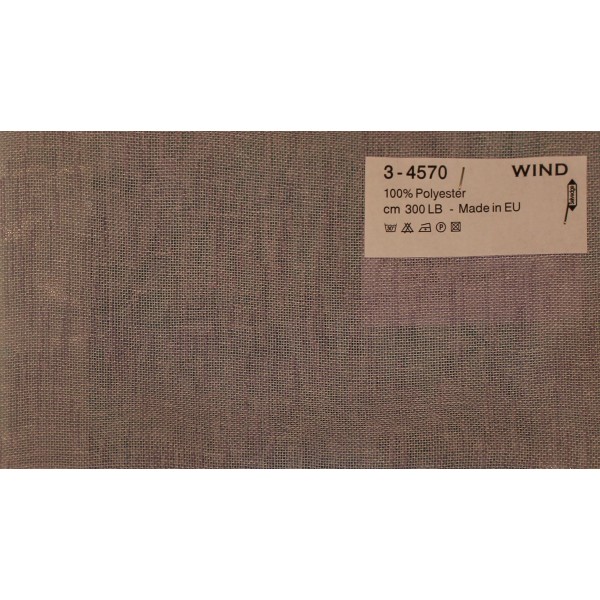 3-4570 WIND
100% Polyester
cm 300 LB - Made in EU
P